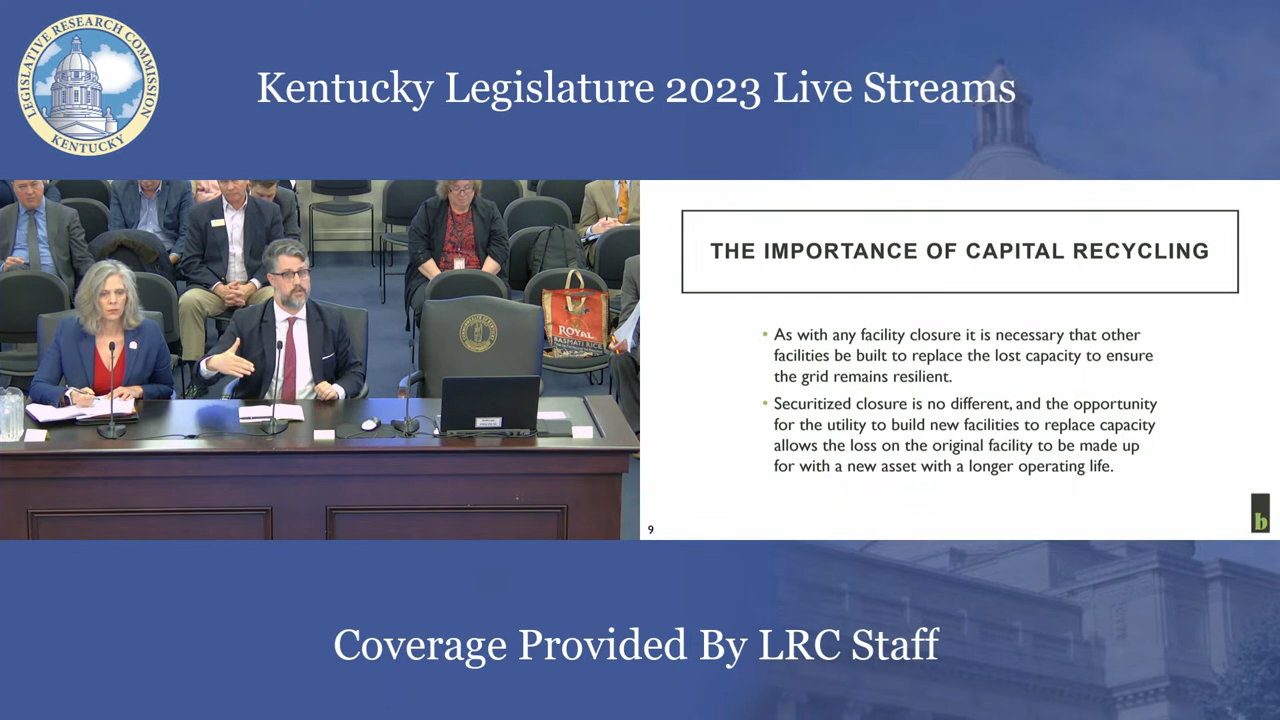 LEGISLATIVE RESEARCH COMMISSION
KENTUCKY
Kentucky Legislature 2023 Live Streams
THE IMPORTANCE OF CAPITAL RECYCLING
• As with any facility closure it is necessary that other
facilities be built to replace the lost capacity to ensure
the grid remains resilient.
• Securitized closure is no different, and the opportunity
for the utility to build new facilities to replace capacity
allows the loss on the original facility to be made up
for with a new asset with a longer operating life.
ROYAL
BASMATI RICE
9
b
Coverage Provided By LRC Staff